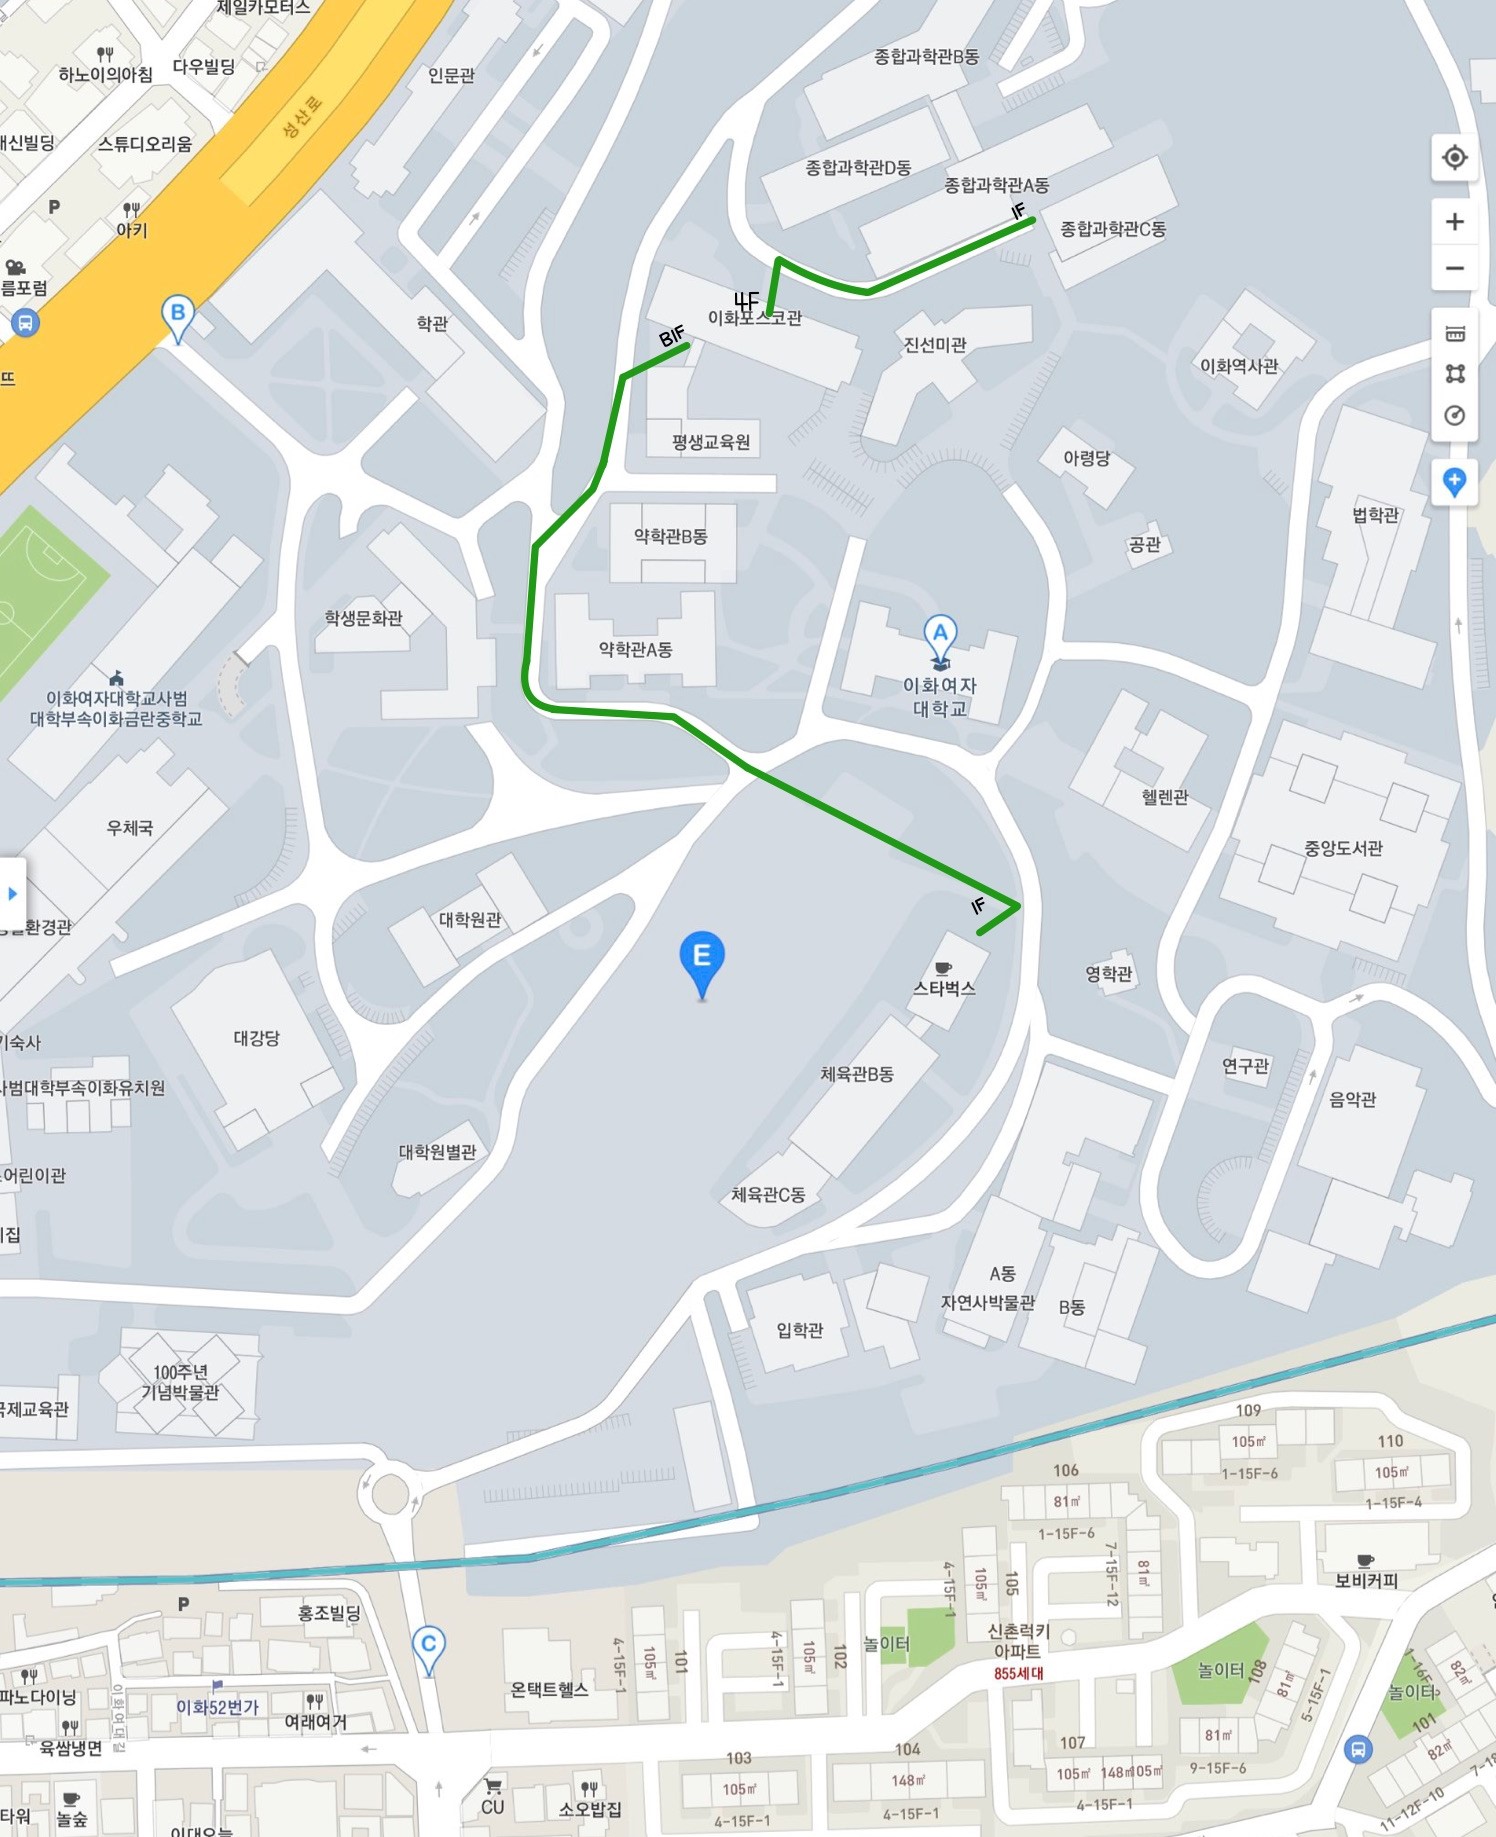 제일카모터스
종합과학관B동
하노이의아침
다우빌딩
인문관
성산로
스튜디오리움
종합과학관D동
종합과학관A동
P
1F
아키
종합과학관C동
4F
B
이화포스코관
학관
B1F
진선미관
이화역사관
뜨
평생교육원
아령당
법학관
약학관B동
공관
학생문화관
A
약학관A동
이화여자
대학교
이화여자대학교사범
대학부속이화금란중학교
헬렌관
우체국
중앙도서관
1F
대학원관
E
영학관
스타벅스
대강당
기숙사
연구관
체육관B동
사범대학부속이화유치원
음악관
대학원별관
어린이관
체육관C동
집
A동
자연사박물관
B동
입학관
100주년
기념박물관
국제교육관
109
105㎡
1-15F-6
110
105㎡
1-15F-4
106
81㎡
1-15F-6
7-15F-12
81㎡
4-15F-1
105㎡
105
보비커피
P
홍조빌딩
C
4-15F-1
105㎡
101
4-15F-1
105㎡
102
놀이터
신촌럭키
아파트
855세대
놀이터
108
81㎡
5-15F-1
1-16F
82㎡
놀이터
파노다이닝
이화여대길
이화52번가
여래여거
온택트헬스
육쌈냉면
101
82㎡
81㎡
9-15F-6
103
105㎡
4-15F-1
104
148㎡
4-15F-1
107
105㎡
148㎡
105㎡
4-15F-1
타워
놀숲
CU
소오밥집
11-12F-10
이대오늘